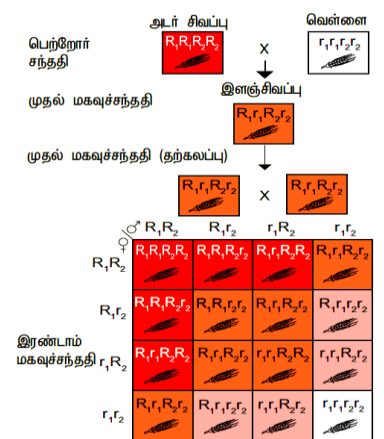 அடர் சிவப்பு வெள்ளை
பெற்றோர் சந்ததி R₁R₁R₂R₂ X r₁r₁r₂r₂
இளஞ்சிவப்பு
முதல் மகவுச்சந்ததி R₁r₁R₂r₂
முதல் மகவுச்சந்ததி (தற்கலப்பு)
R₁r₁R₂r₂ X R₁r₁R₂r₂
♂ R₁R₂ R₁r₂ r₁R₂ r₁r₂
♀
R₁R₂ R₁R₁R₂R₂ R₁R₁R₂r₂ R₁r₁R₂R₂ R₁r₁R₂r₂
R₁r₂ R₁R₁R₂r₂ R₁R₁r₂r₂ R₁r₁R₂r₂ R₁r₁r₂r₂
இரண்டாம் மகவுச்சந்ததி
r₁R₂ R₁r₁R₂R₂ R₁r₁R₂r₂ r₁r₁R₂R₂ r₁r₁R₂r₂
r₁r₂ R₁r₁R₂r₂ R₁r₁r₂r₂ r₁r₁R₂r₂ r₁r₁r₂r₂